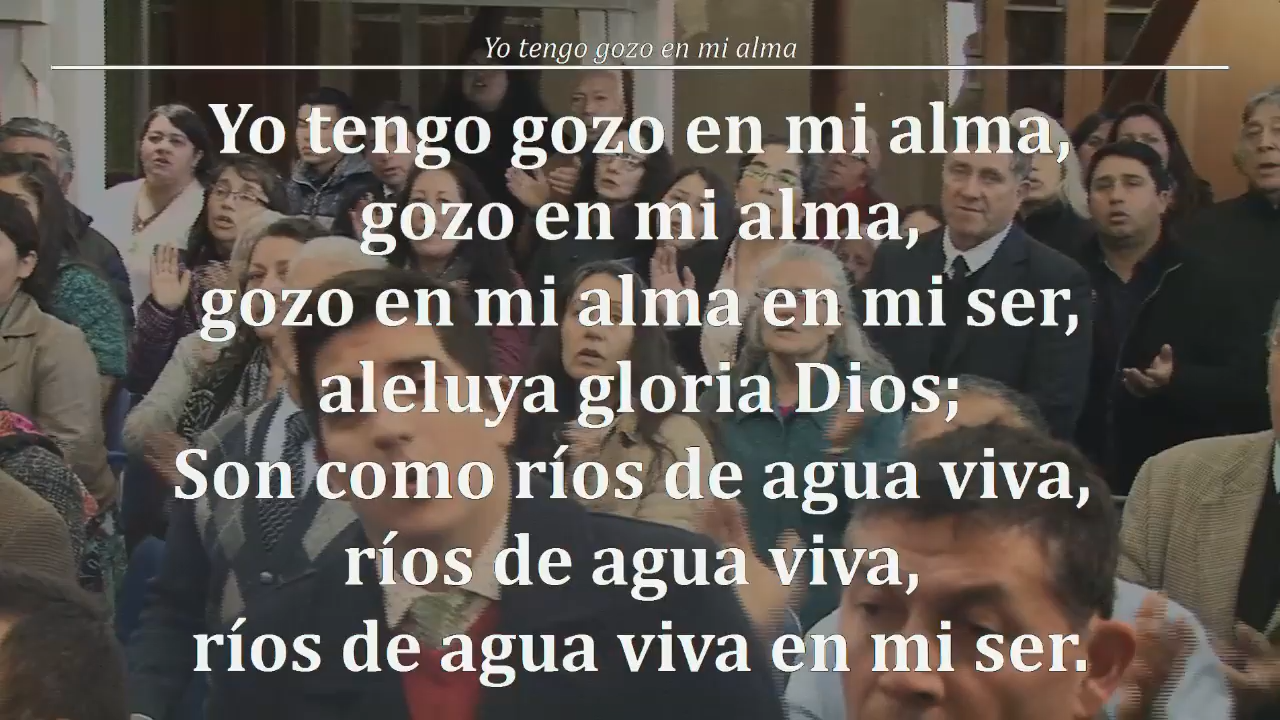 Yo tengo gozo en mi alma
Yo tengo gozo en mi alma,
gozo en mi alma,
gozo en mi alma en mi ser,
aleluya gloria Dios;
Son como ríos de agua viva,
ríos de agua viva,
ríos de agua viva en mi ser.